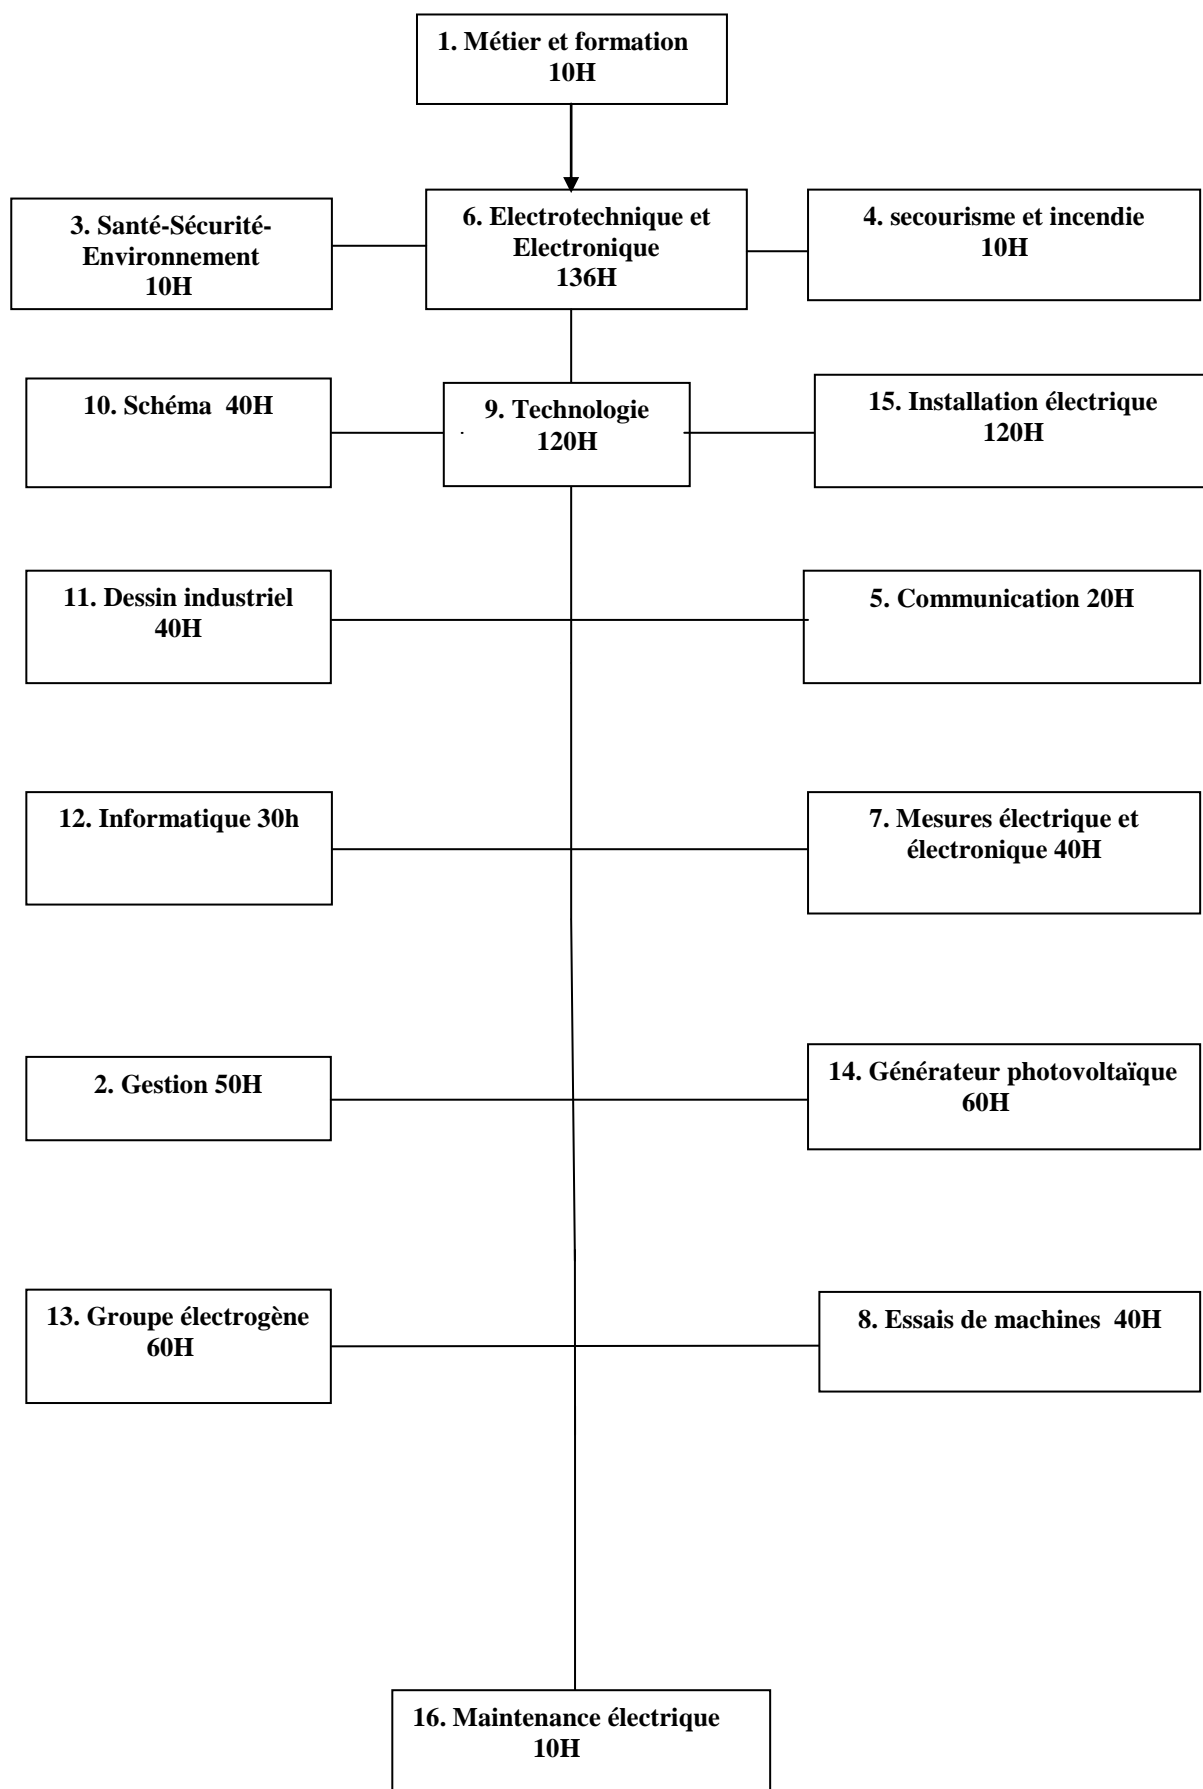 1. Métier et formation
10H
3. Santé-Sécurité-
Environnement
10H
6. Electrotechnique et
Electronique
136H
4. secourisme et incendie
10H
10. Schéma  40H
9. Technologie
120H
15. Installation électrique
120H
11. Dessin industriel
40H
5. Communication 20H
12. Informatique 30h
7. Mesures électrique et
électronique 40H
2. Gestion 50H
14. Générateur photovoltaïque
60H
13. Groupe électrogène
60H
8. Essais de machines  40H
16. Maintenance électrique
10H